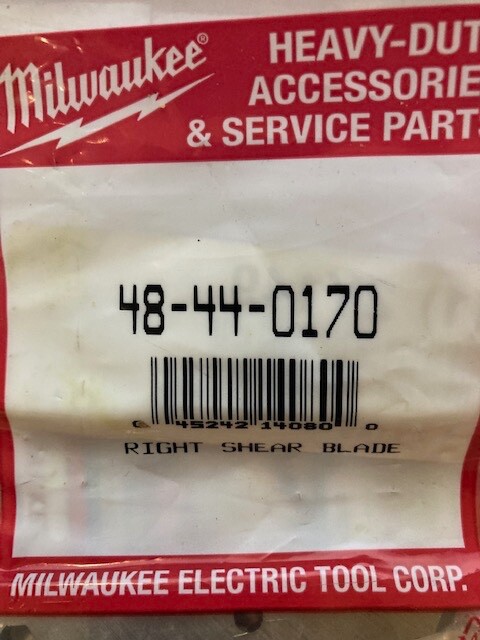 Milwaukee®
HEAVY-DUT
ACCESSORIE
& SERVICE PART
48-44-0170
45242 14080 0
RIGHT SHEAR BLADE
MILWAUKEE ELECTRIC TOOL CORP.